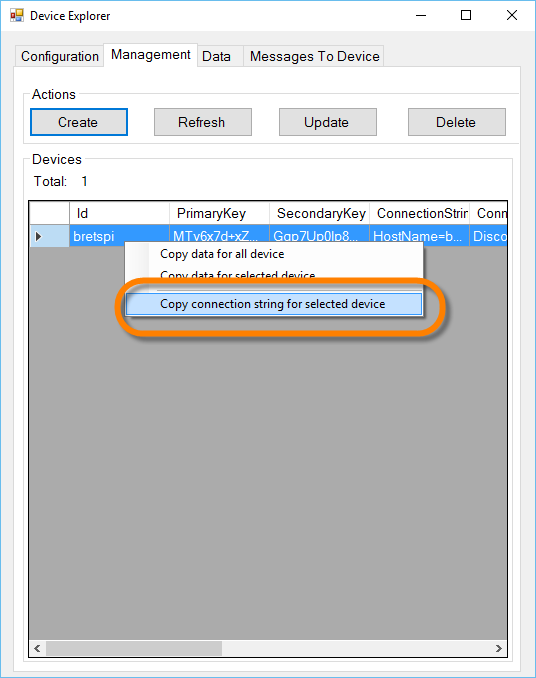 Device Explorer
Configuration Management Data Messages To Device
Actions
Create Refresh Update Delete
Devices
Total: 1
Id PrimaryKey SecondaryKey ConnectionStrin Conn
bretspi MTv6x7d+xZ... HostName=b... Disco
Copy data for all device
Copy data for selected device
Copy connection string for selected device